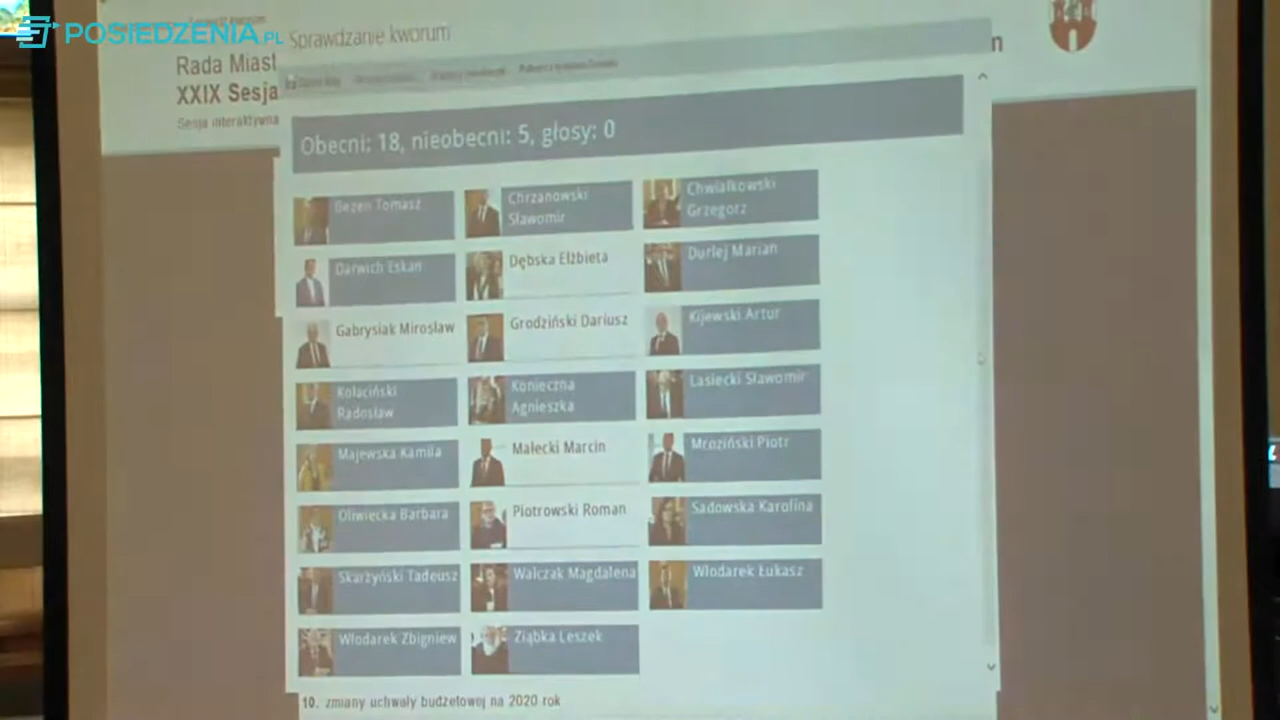 POSIEDZENIA.PL
Sprawdzanie kworum
Rada Miast
XXIX Sesja
Sesja interaktywna
m
Obecni: 18, nieobecni: 5, głosy: 0
Bezen Tomasz
Chrzanowski
Sławomir
Chwiałkowski
Grzegorz
Darwich Eskan
Dębska Elżbieta
Durlej Marian
Gabrysiak Mirosław
Grodziński Dariusz
Kijewski Artur
Kołaciński
Radosław
Konieczna
Agnieszka
Lasiecki Sławomir
Majewska Kamila
Małecki Marcin
Mroziński Piotr
Oliwiecka Barbara
Piotrowski Roman
Sadowska Karolina
Skarżyński Tadeusz
Walczak Magdalena
Włodarek Łukasz
Włodarek Zbigniew
Ziąbka Leszek
10. zmiany uchwały budżetowej na 2020 rok